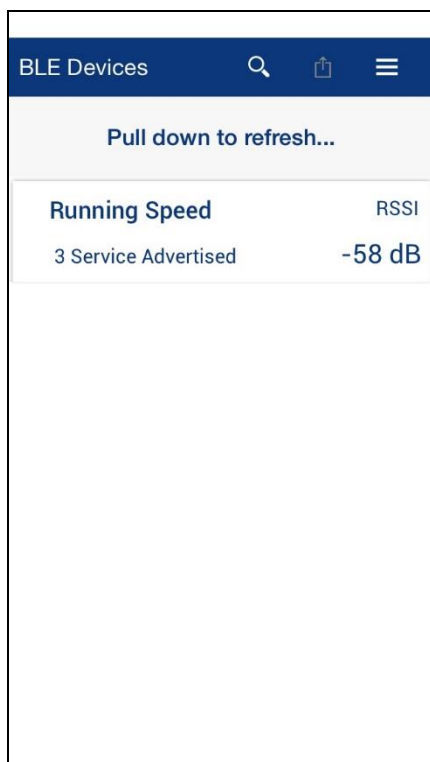 BLE Devices
Pull down to refresh...
Running Speed RSSI
3 Service Advertised -58 dB